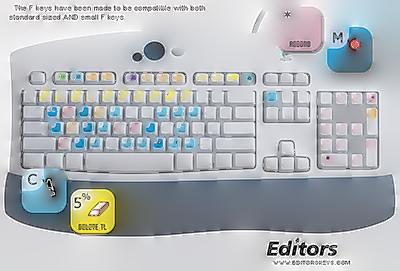 The F keys have been made to be compatible with both
standard sized AND small F keys.
*
RECORD
M
C
5%
DELETE TL
Editors
WWW.EDITORSKEYS.COM